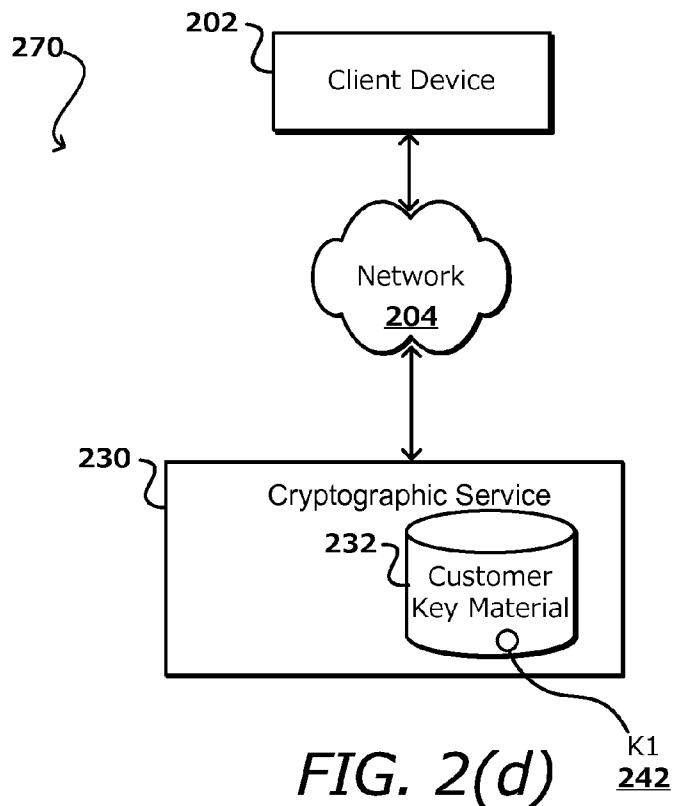 202
270
Client Device
Network
204
230
Cryptographic Service
232
Customer
Key Material
K1
242
FIG. 2(d)